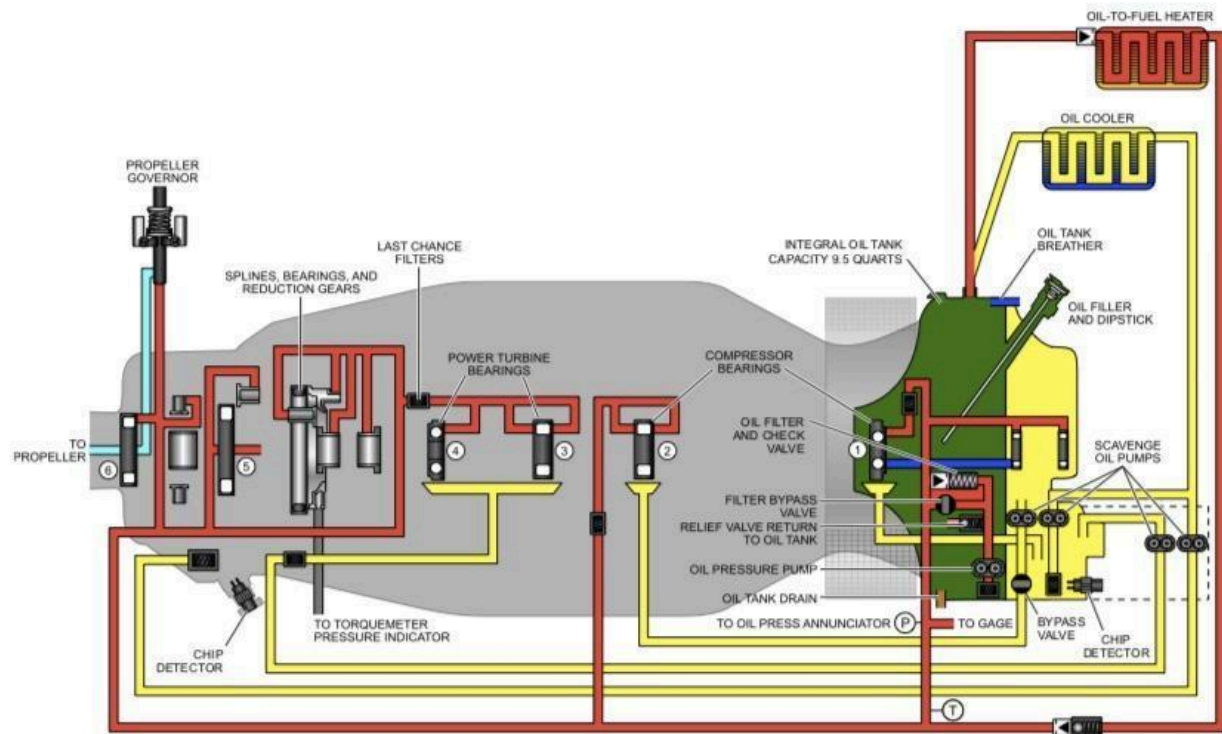 OIL-TO-FUEL HEATER
OIL COOLER
PROPELLER
GOVERNOR
LAST CHANCE
FILTERS
SPLINES, BEARINGS, AND
REDUCTION GEARS
INTEGRAL OIL TANK
CAPACITY 9.5 QUARTS
OIL TANK
BREATHER
OIL FILLER
AND DIPSTICK
POWER TURBINE
BEARINGS
COMPRESSOR
BEARINGS
OIL FILTER
AND CHECK
VALVE
SCAVENGE
OIL PUMPS
TO
PROPELLER
6
5
4
3
2
1
FILTER BYPASS
VALVE
RELIEF VALVE RETURN
TO OIL TANK
OIL PRESSURE PUMP
OIL TANK DRAIN
TO OIL PRESS ANNUNCIATOR
P
TO GAGE
BYPASS
VALVE
CHIP
DETECTOR
CHIP
DETECTOR
TO TORQUEMETER
PRESSURE INDICATOR
T